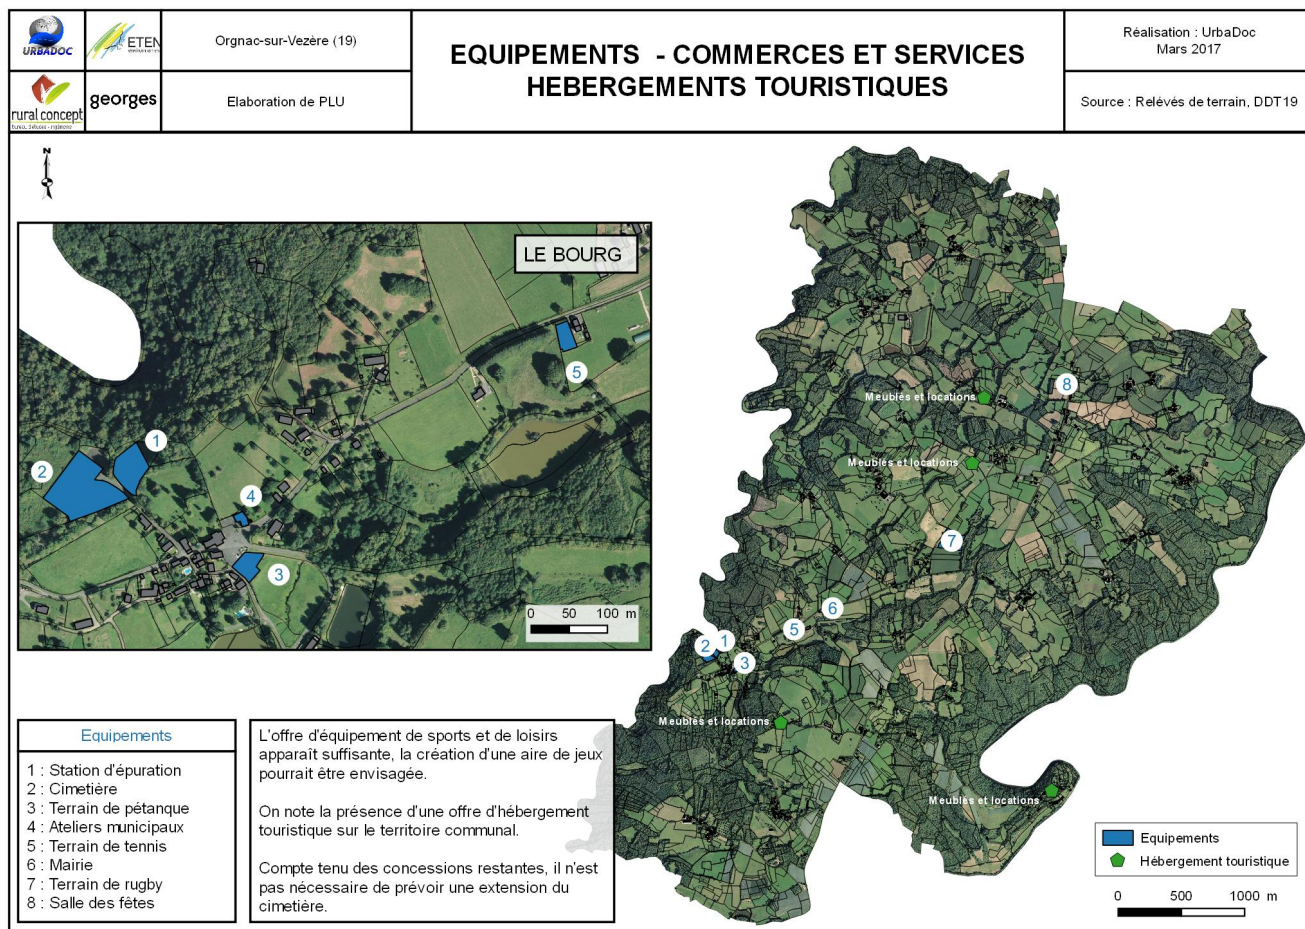 URBADOC
ETEN
Orgnac-sur-Vezère (19)
rural concept
georges
Elaboration de PLU
EQUIPEMENTS - COMMERCES ET SERVICES
HEBERGEMENTS TOURISTIQUES
Réalisation : UrbaDoc
Mars 2017
Source : Relévés de terrain, DDT19
N
LE BOURG
1
2
3
4
5
0 50 100 m
8
Meublés et locations
Meublés et locations
7
6
5
1
2
3
Meublés et locations
Meublés et locations
Equipements
1 : Station d'épuration
2 : Cimetière
3 : Terrain de pétanque
4 : Ateliers municipaux
5 : Terrain de tennis
6 : Mairie
7 : Terrain de rugby
8 : Salle des fêtes
L'offre d'équipement de sports et de loisirs
apparaît suffisante, la création d'une aire de jeux
pourrait être envisagée.
On note la présence d'une offre d'hébergement
touristique sur le territoire communal.
Compte tenu des concessions restantes, il n'est
pas nécessaire de prévoir une extension du
cimetière.
Equipements
Hébergement touristique
0 500 1000 m